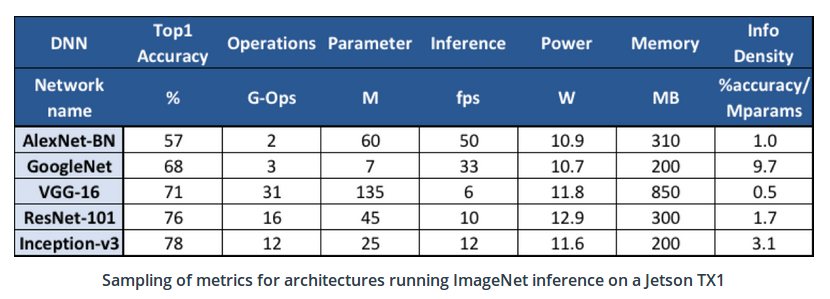 DNN Top1 Accuracy Operations Parameter Inference Power Memory Info Density
Network name % G-Ops M fps W MB %accuracy/ Mparams
AlexNet-BN 57 2 60 50 10.9 310 1.0
GoogleNet 68 3 7 33 10.7 200 9.7
VGG-16 71 31 135 6 11.8 850 0.5
ResNet-101 76 16 45 10 12.9 300 1.7
Inception-v3 78 12 25 12 11.6 200 3.1
Sampling of metrics for architectures running ImageNet inference on a Jetson TX1